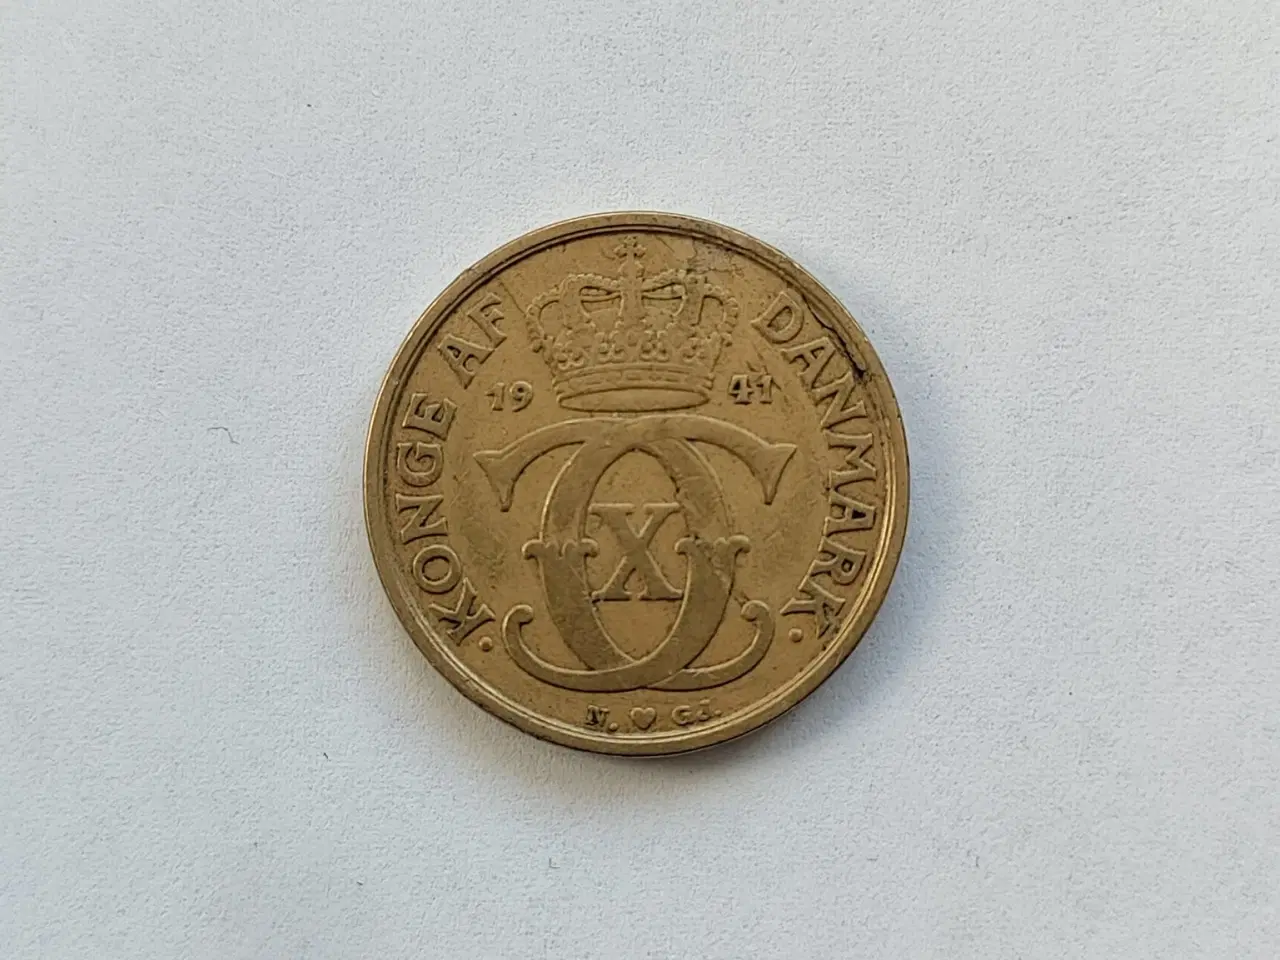 · KONGE AF DANMARK ·
19 41
X
N. ♥ GJ.